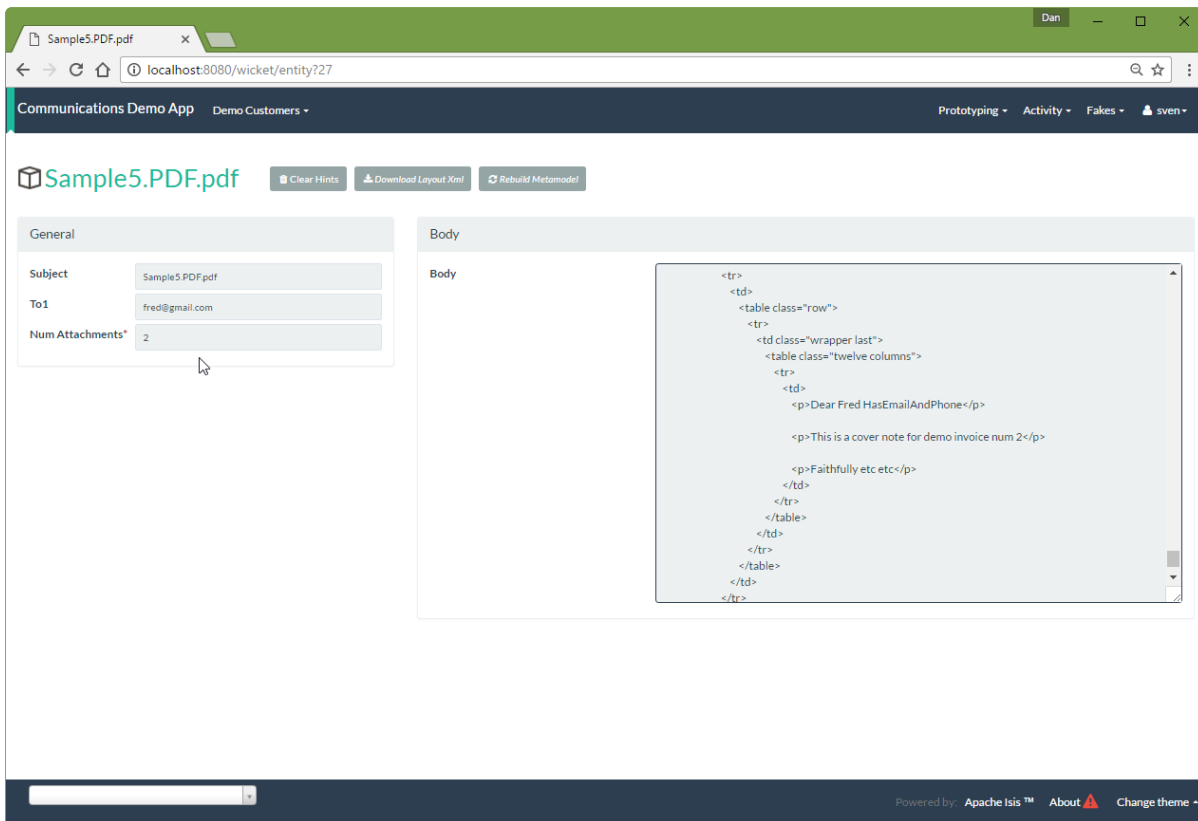 Dan
Sample5.PDF.pdf
localhost:8080/wicket/entity?27
Communications Demo App Demo Customers Prototyping Activity Fakes sven
Sample5.PDF.pdf Clear Hints Download Layout Xml Rebuild Metamodel
General
Subject Sample5.PDF.pdf
To1 fred@gmail.com
Num Attachments* 2
Body
Body
<tr>
<td>
<table class="row">
<tr>
<td class="wrapper last">
<table class="twelve columns">
<tr>
<td>
<p>Dear Fred HasEmailAndPhone</p>
<p>This is a cover note for demo invoice num 2</p>
<p>Faithfully etc etc</p>
</td>
</tr>
</table>
</td>
</tr>
</table>
</td>
</tr>
Powered by: Apache Isis ™ About Change theme